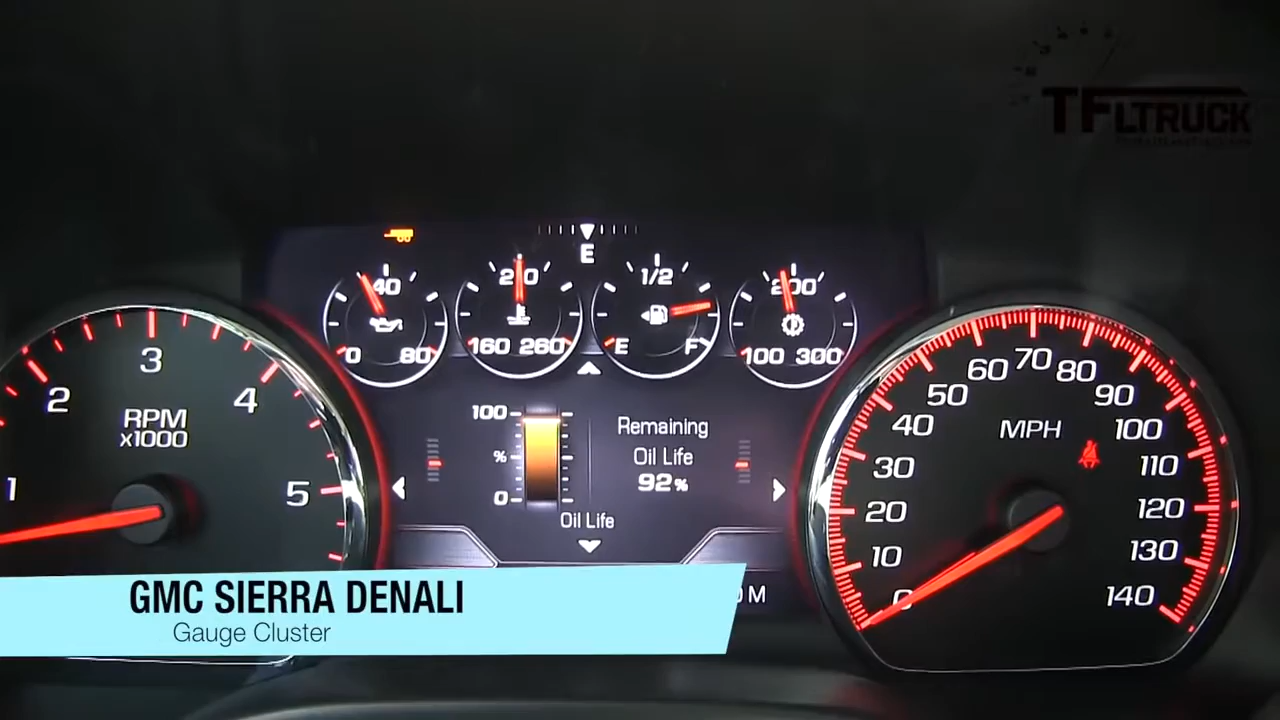 TFLTRUCK
E
40
0 80
210
160 260
1/2
E F
200
100 300
1
2
3
4
5
RPM
x1000
100
%
0
Remaining
Oil Life
92%
Oil Life
0
10
20
30
40
50
60
70
80
90
100
110
120
130
140
MPH
GMC SIERRA DENALI
Gauge Cluster